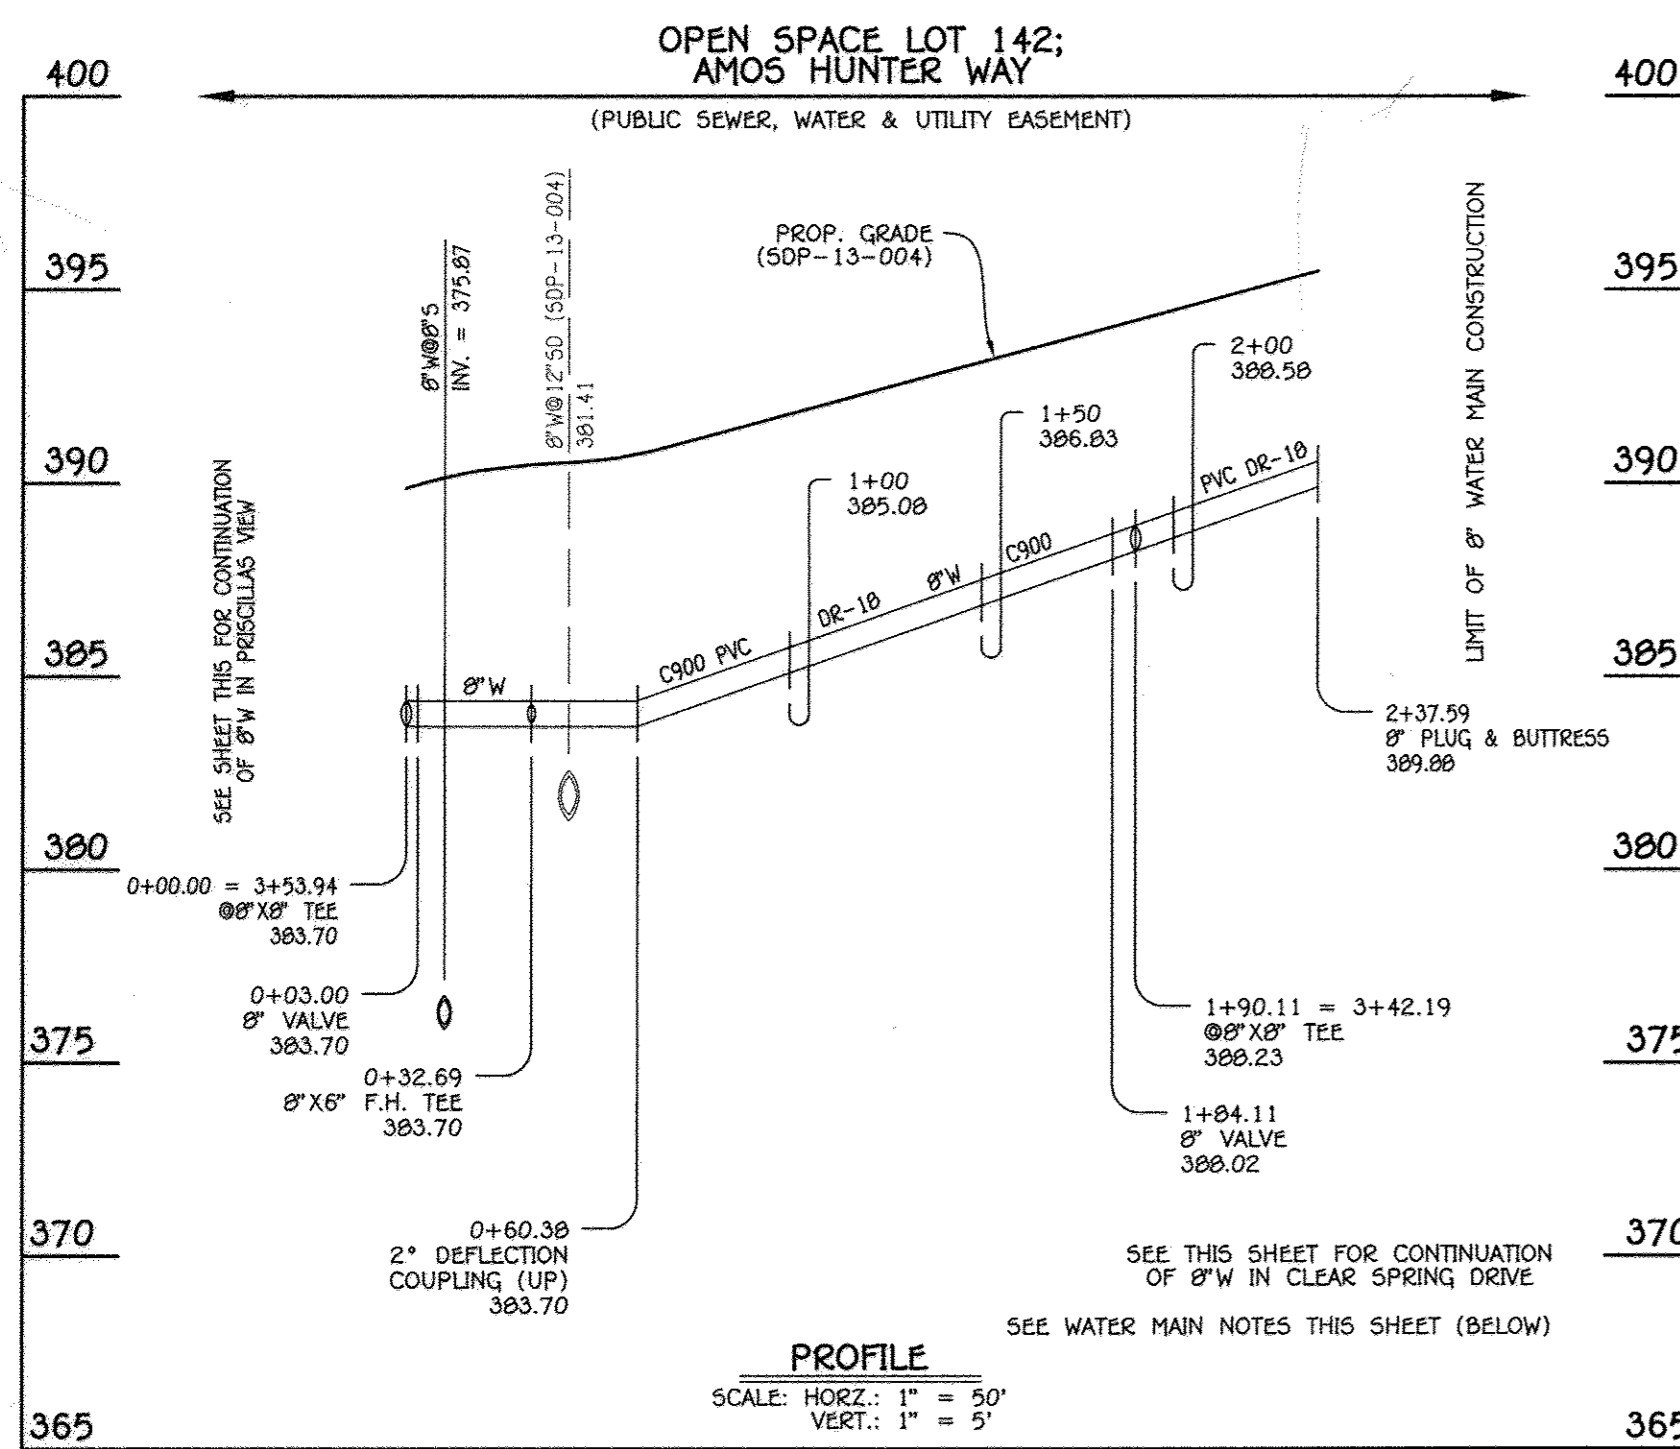 OPEN SPACE LOT 142;
AMOS HUNTER WAY
(PUBLIC SEWER, WATER & UTILITY EASEMENT)
400
400
395
395
390
390
385
385
380
380
375
375
370
370
365
365
8"W@8"S
INV. = 375.87
8"W@12"SD (SDP-13-004)
381.41
PROP. GRADE
(SDP-13-004)
SEE SHEET THIS FOR CONTINUATION
OF 8"W IN PRISCILLAS VIEW
LIMIT OF 8" WATER MAIN CONSTRUCTION
1+00
385.08
1+50
386.83
2+00
388.58
8"W
C900 PVC
DR-18
8"W
C900
PVC DR-18
2+37.59
8" PLUG & BUTTRESS
389.88
0+00.00 = 3+53.94
@8"X8" TEE
383.70
0+03.00
8" VALVE
383.70
0+32.69
8"X6" F.H. TEE
383.70
0+60.38
2° DEFLECTION
COUPLING (UP)
383.70
1+90.11 = 3+42.19
@8"X8" TEE
388.23
1+84.11
8" VALVE
388.02
SEE THIS SHEET FOR CONTINUATION
OF 8"W IN CLEAR SPRING DRIVE
SEE WATER MAIN NOTES THIS SHEET (BELOW)
PROFILE
SCALE: HORZ.: 1" = 50'
VERT.: 1" = 5'